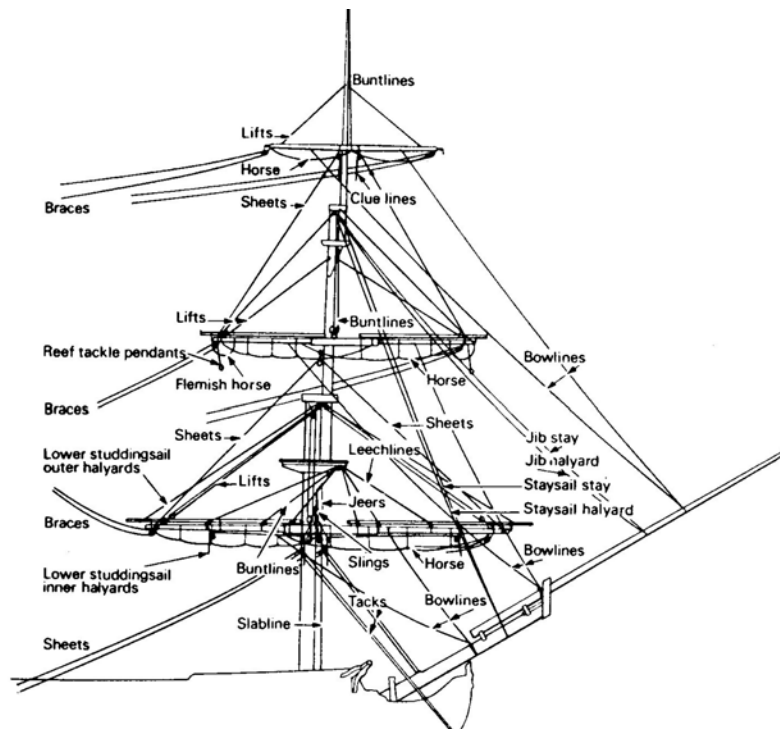 Buntlines
Lifts
Horse
Clue lines
Braces
Sheets
Lifts
Buntlines
Reef tackle pendants
Flemish horse
Horse
Bowlines
Braces
Sheets
Sheets
Jib stay
Leechlines
Lower studdingsail
outer halyards
Jib halyard
Lifts
Staysail stay
Jeers
Staysail halyard
Braces
Bowlines
Lower studdingsail
inner halyards
Buntlines
Slings
Horse
Tacks
Bowlines
Slabline
Sheets